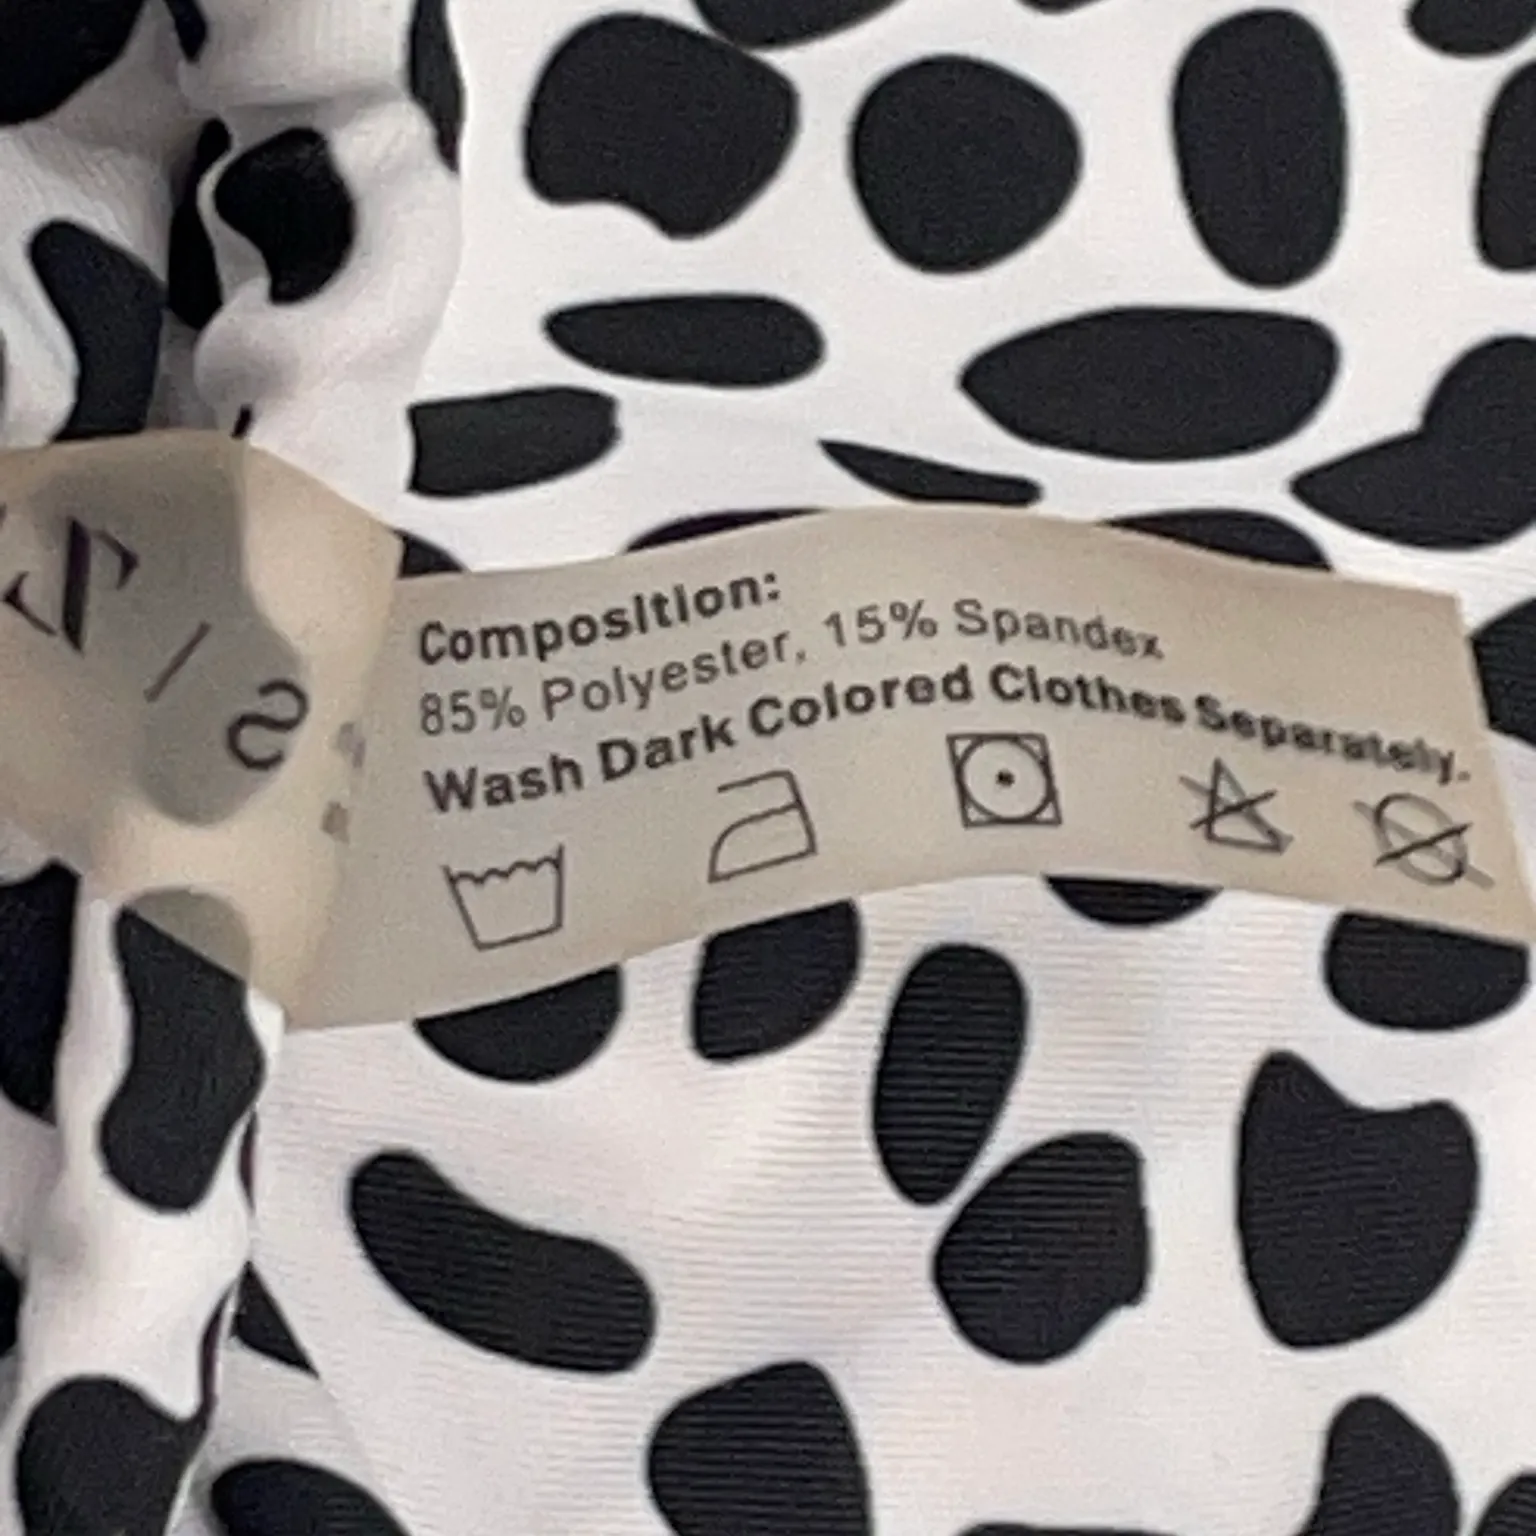 Composition:
85% Polyester, 15% Spandex
Wash Dark Colored Clothes Separately.